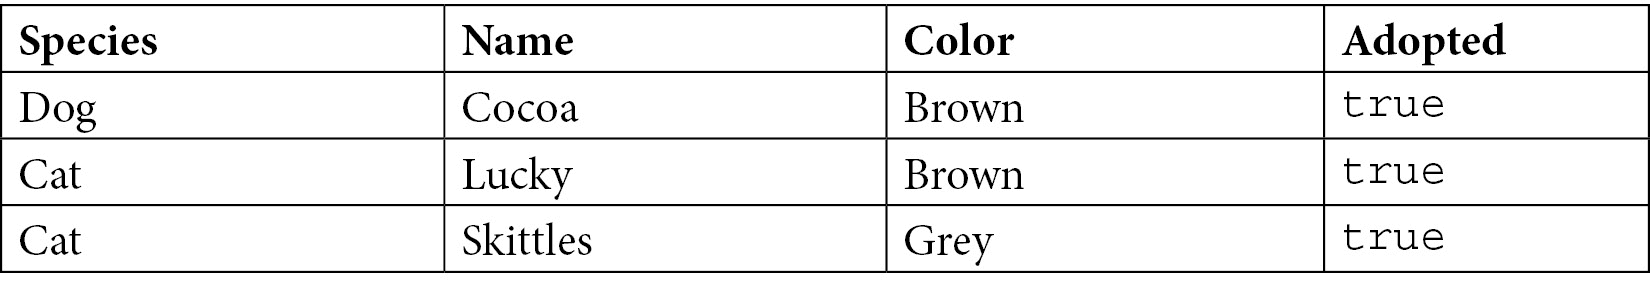 Species Name Color Adopted
Dog Cocoa Brown true
Cat Lucky Brown true
Cat Skittles Grey true